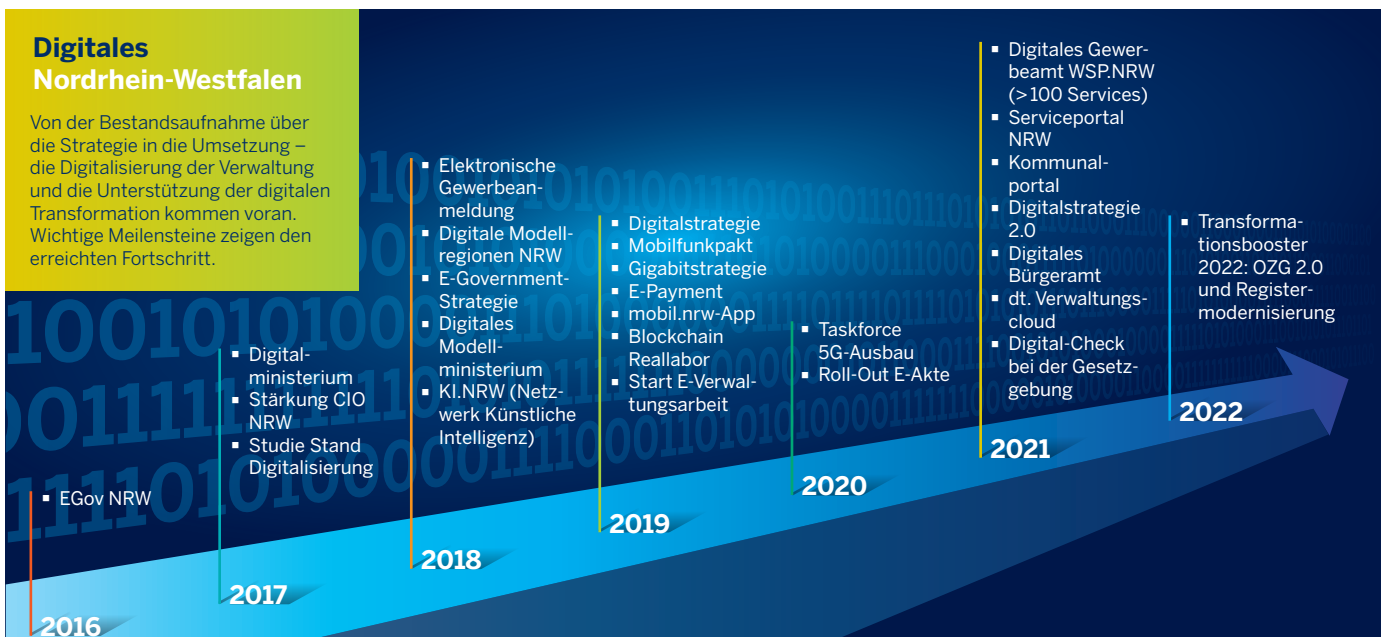 Digitales
Nordrhein-Westfalen
Von der Bestandsaufnahme über
die Strategie in die Umsetzung –
die Digitalisierung der Verwaltung
und die Unterstützung der digitalen
Transformation kommen voran.
Wichtige Meilensteine zeigen den
erreichten Fortschritt.
▪ EGov NRW
2016
▪ Digital-
ministerium
▪ Stärkung CIO
NRW
▪ Studie Stand
Digitalisierung
2017
▪ Elektronische
Gewerbean-
meldung
▪ Digitale Modell-
regionen NRW
▪ E-Government-
Strategie
▪ Digitales
Modell-
ministerium
▪ KI.NRW (Netz-
werk Künstliche
Intelligenz)
2018
▪ Digitalstrategie
▪ Mobilfunkpakt
▪ Gigabitstrategie
▪ E-Payment
▪ mobil.nrw-App
▪ Blockchain
Reallabor
▪ Start E-Verwal-
tungsarbeit
2019
▪ Taskforce
5G-Ausbau
▪ Roll-Out E-Akte
2020
▪ Digitales Gewer-
beamt WSP.NRW
(>100 Services)
▪ Serviceportal
NRW
▪ Kommunal-
portal
▪ Digitalstrategie
2.0
▪ Digitales
Bürgeramt
▪ dt. Verwaltungs-
cloud
▪ Digital-Check
bei der Gesetz-
gebung
2021
▪ Transforma-
tionsbooster
2022: OZG 2.0
und Register-
modernisierung
2022